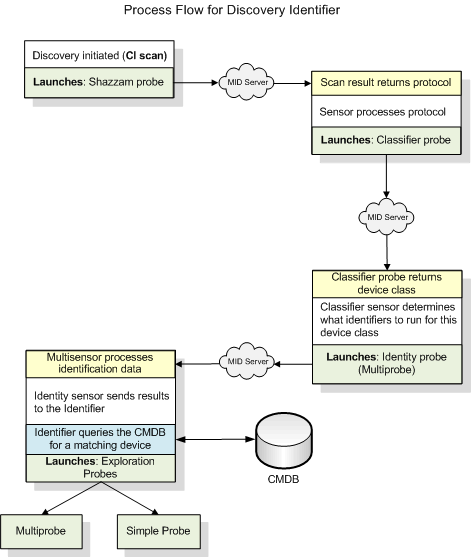 Process Flow for Discovery Identifier
Discovery initiated (CI scan)
Launches: Shazzam probe
MID Server
Scan result returns protocol
Sensor processes protocol
Launches: Classifier probe
MID Server
Classifier probe returns
device class
Classifier sensor determines
what identifiers to run for this
device class
Launches: Identity probe
(Multiprobe)
MID Server
Multisensor processes
identification data
Identity sensor sends results
to the Identifier
Identifier queries the CMDB
for a matching device
Launches: Exploration
Probes
CMDB
Multiprobe
Simple Probe